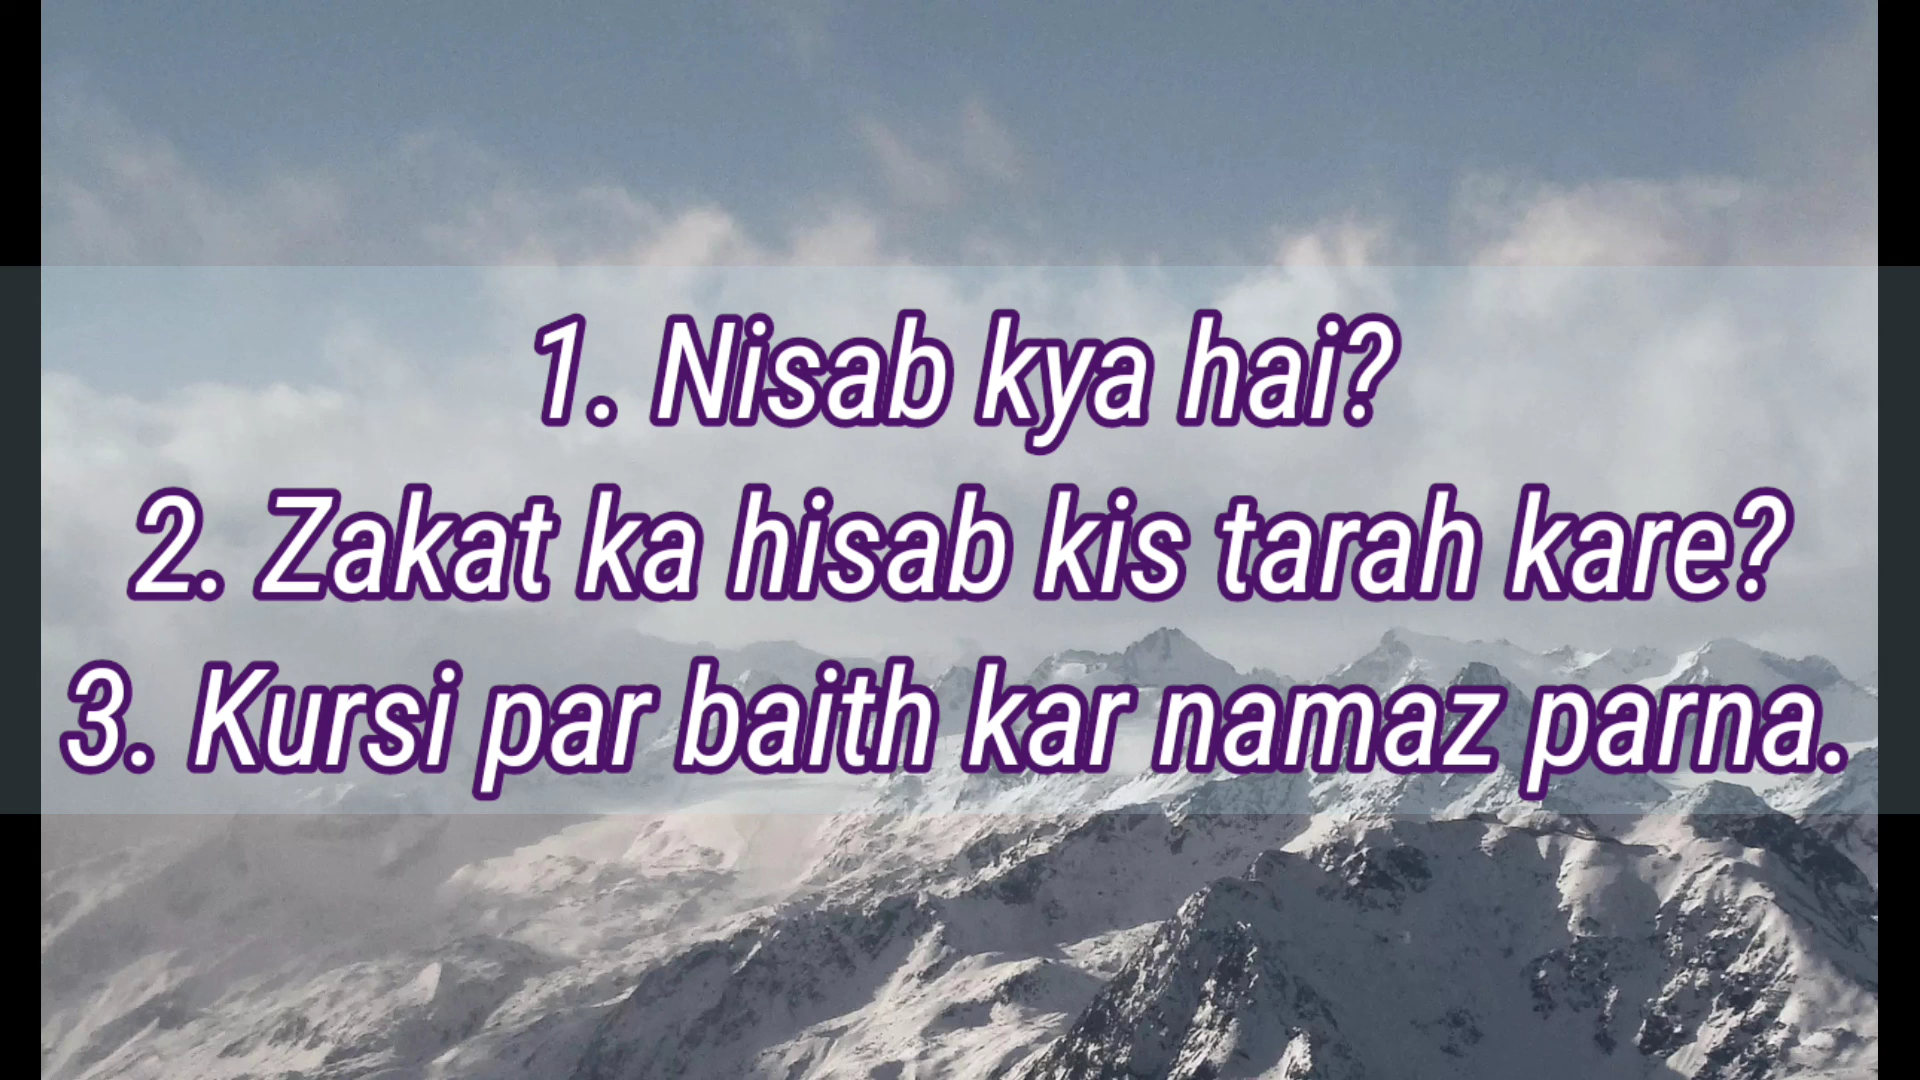 1. Nisab kya hai?
2. Zakat ka hisab kis tarah kare?
3. Kursi par baith kar namaz parna.